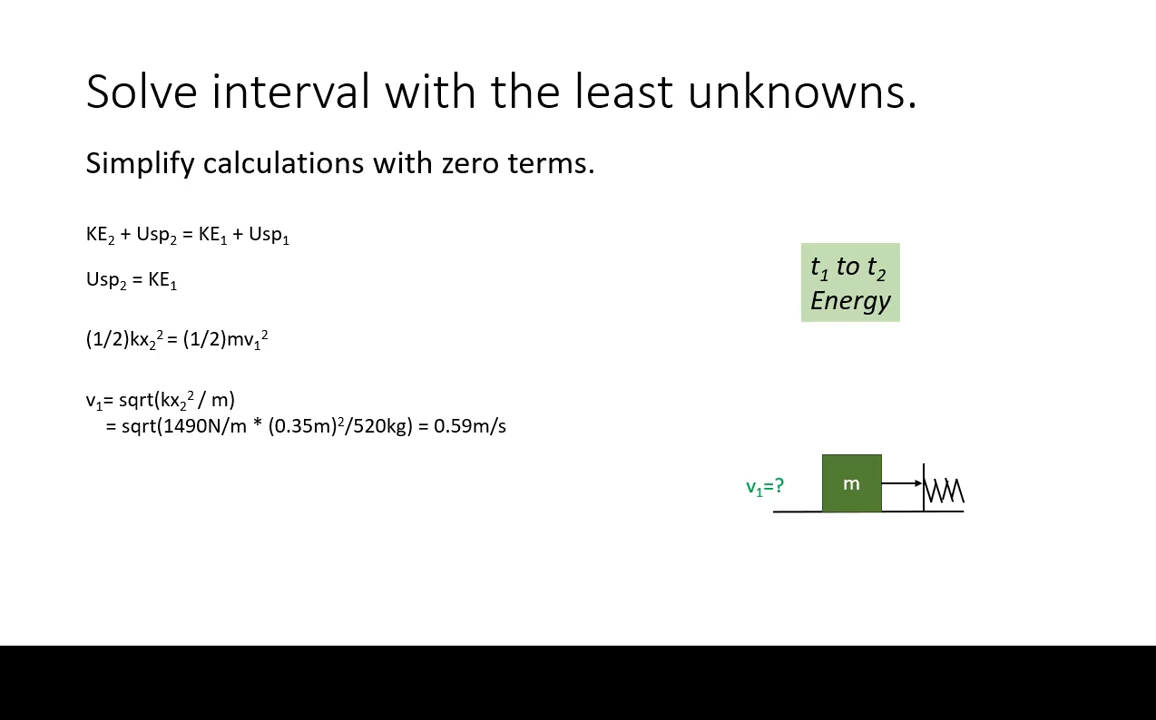 Solve interval with the least unknowns.
Simplify calculations with zero terms.
KE₂ + Usp₂ = KE₁ + Usp₁
Usp₂ = KE₁
(1/2)kx₂² = (1/2)mv₁²
v₁= sqrt(kx₂² / m)
= sqrt(1490N/m * (0.35m)²/520kg) = 0.59m/s
t₁ to t₂
Energy
v₁=?
m